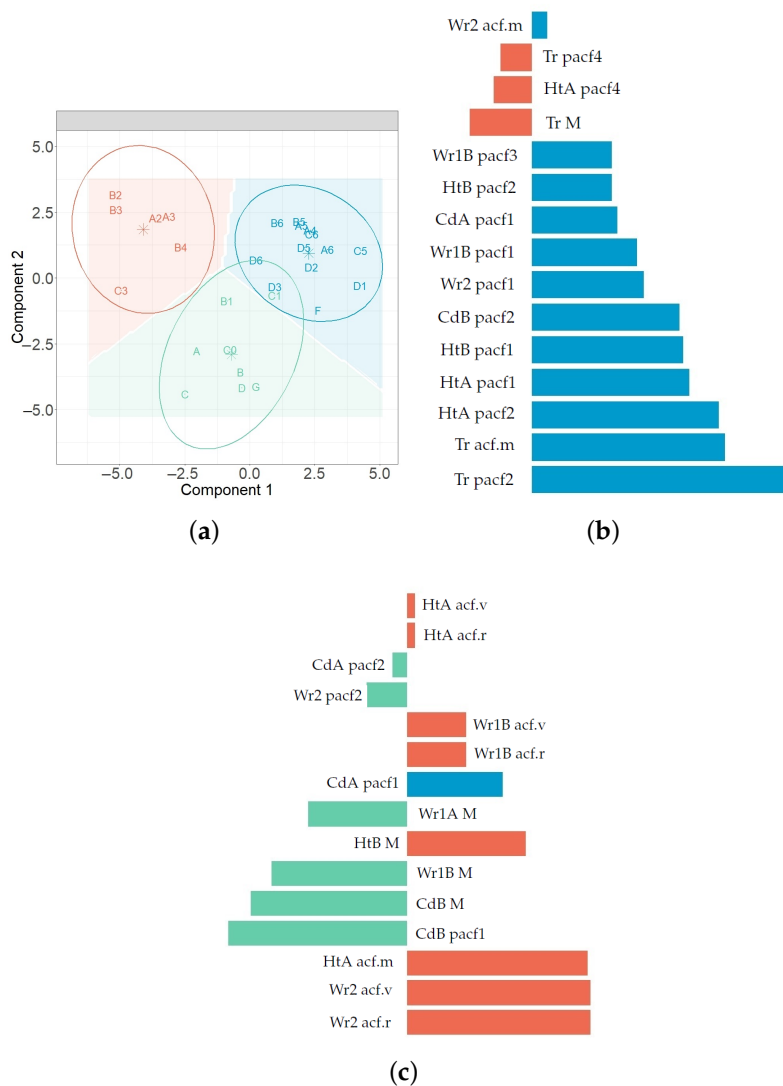 Wr2 acf.m
Tr pacf4
HtA pacf4
Tr M
Wr1B pacf3
HtB pacf2
CdA pacf1
Wr1B pacf1
Wr2 pacf1
CdB pacf2
HtB pacf1
HtA pacf1
HtA pacf2
Tr acf.m
Tr pacf2
5.0
2.5
0.0
−2.5
−5.0
Component 2
B2
B3
A2
A3
B4
C3
B6
B5
A5
A4
C6
D5
A6
C5
D6
D2
D3
C1
D1
F
B1
A
C0
B
C
D
G
−5.0
−2.5
0.0
2.5
5.0
Component 1
(a)
(b)
HtA acf.v
HtA acf.r
CdA pacf2
Wr2 pacf2
Wr1B acf.v
Wr1B acf.r
CdA pacf1
Wr1A M
HtB M
Wr1B M
CdB M
CdB pacf1
HtA acf.m
Wr2 acf.v
Wr2 acf.r
(c)